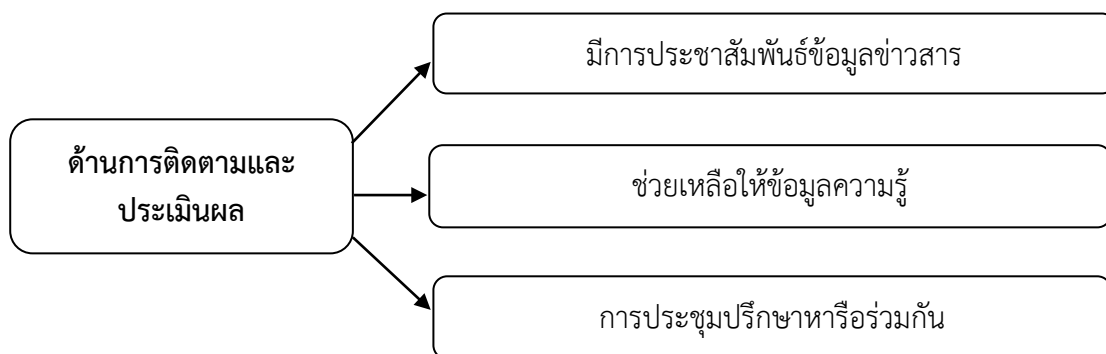 มีการประชาสัมพันธ์ข้อมูลข่าวสาร
ด้านการติดตามและ
ประเมินผล
ช่วยเหลือให้ข้อมูลความรู้
การประชุมปรึกษาหารือร่วมกัน